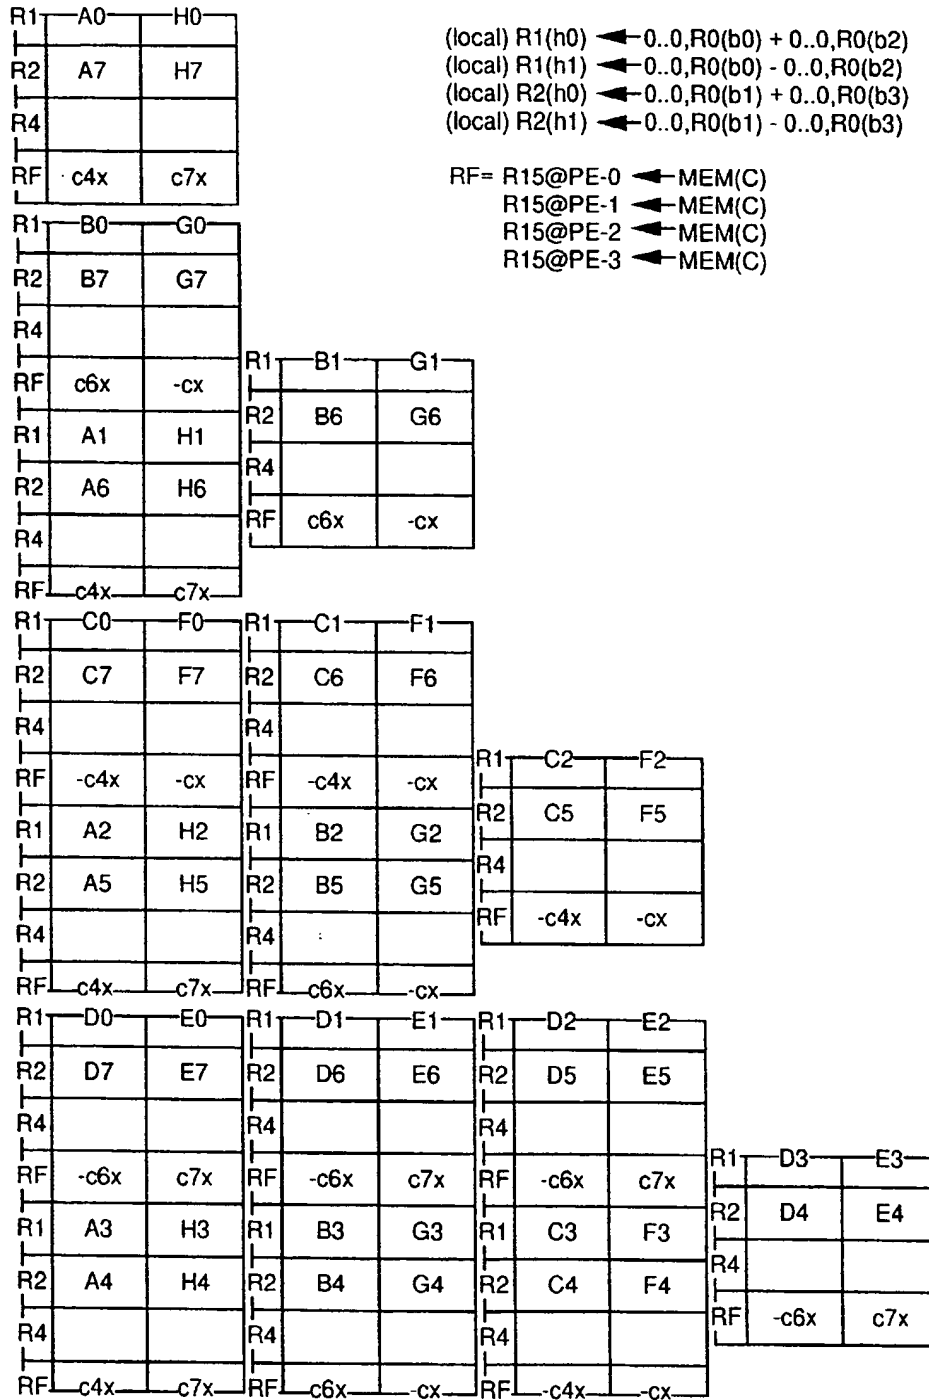 R1 A0 H0
R2 A7 H7
R4
RF c4x c7x
(local) R1(h0) ← 0..0,R0(b0) + 0..0,R0(b2)
(local) R1(h1) ← 0..0,R0(b0) - 0..0,R0(b2)
(local) R2(h0) ← 0..0,R0(b1) + 0..0,R0(b3)
(local) R2(h1) ← 0..0,R0(b1) - 0..0,R0(b3)
RF= R15@PE-0 ← MEM(C)
R15@PE-1 ← MEM(C)
R15@PE-2 ← MEM(C)
R15@PE-3 ← MEM(C)
R1 B0 G0
R2 B7 G7
R4
RF c6x -cx
R1 A1 H1
R2 A6 H6
R4
RF c4x c7x
R1 B1 G1
R2 B6 G6
R4
RF c6x -cx
R1 C0 F0
R2 C7 F7
R4
RF -c4x -cx
R1 A2 H2
R2 A5 H5
R4
RF c4x c7x
R1 C1 F1
R2 C6 F6
R4
RF -c4x -cx
R1 B2 G2
R2 B5 G5
R4
RF c6x -cx
R1 C2 F2
R2 C5 F5
R4
RF -c4x -cx
R1 D0 E0
R2 D7 E7
R4
RF -c6x c7x
R1 A3 H3
R2 A4 H4
R4
RF c4x c7x
R1 D1 E1
R2 D6 E6
R4
RF -c6x c7x
R1 B3 G3
R2 B4 G4
R4
RF c6x -cx
R1 D2 E2
R2 D5 E5
R4
RF -c6x c7x
R1 C3 F3
R2 C4 F4
R4
RF -c4x -cx
R1 D3 E3
R2 D4 E4
R4
RF -c6x c7x